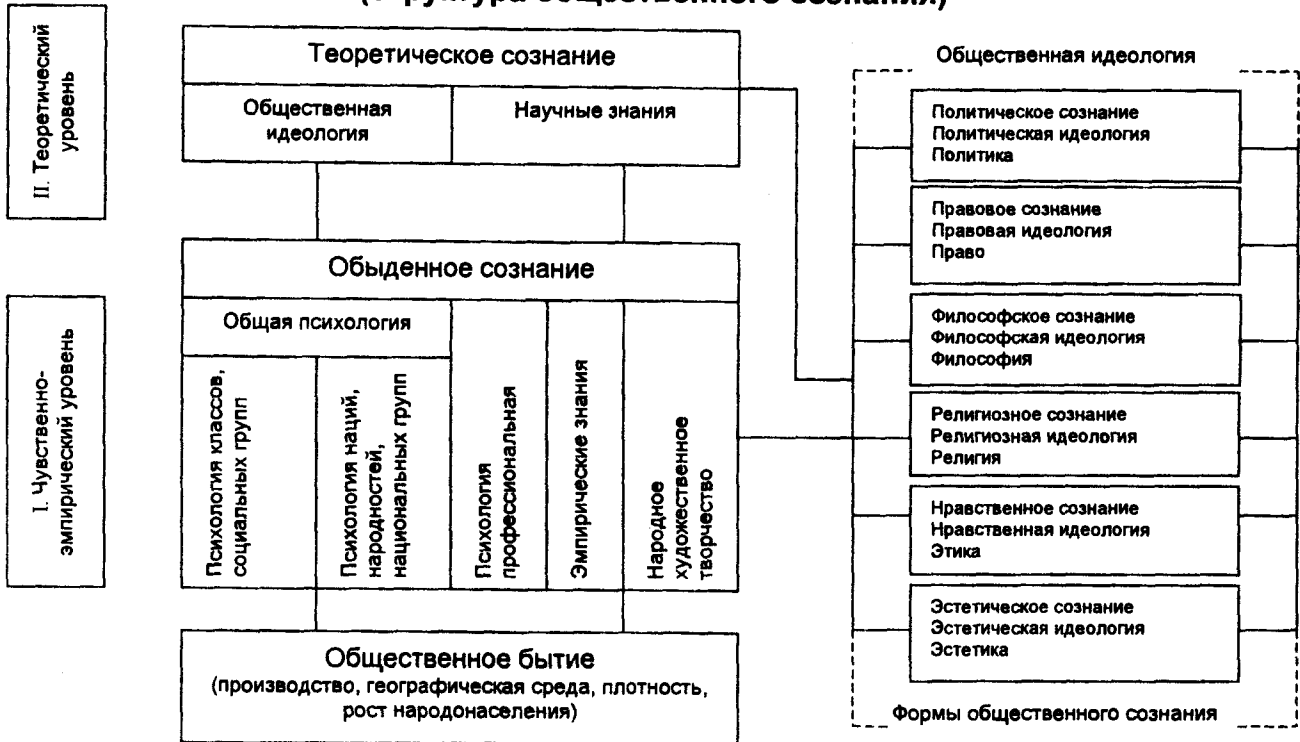 (структура общественного сознания)
II. Теоретический
уровень
Теоретическое сознание
Общественная
идеология
Научные знания
I. Чувственно-
эмпирический уровень
Обыденное сознание
Общая психология
Психология классов,
социальных групп
Психология наций,
народностей,
национальных групп
Психология
профессиональная
Эмпирические знания
Народное
художественное
творчество
Общественное бытие
(производство, географическая среда, плотность,
рост народонаселения)
Общественная идеология
Политическое сознание
Политическая идеология
Политика
Правовое сознание
Правовая идеология
Право
Философское сознание
Философская идеология
Философия
Религиозное сознание
Религиозная идеология
Религия
Нравственное сознание
Нравственная идеология
Этика
Эстетическое сознание
Эстетическая идеология
Эстетика
Формы общественного сознания